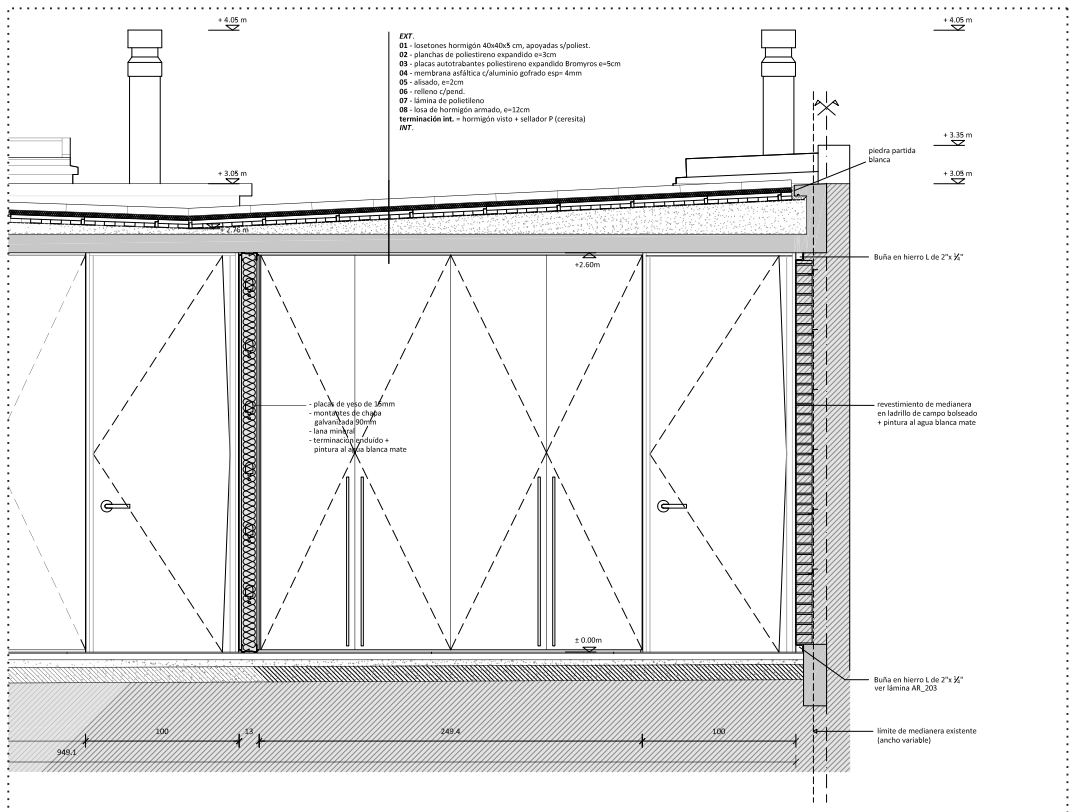 + 4.05 m
+ 4.05 m
EXT.
01 - losetones hormigón 40x40x5 cm, apoyadas s/poliest.
02 - planchas de poliestireno expandido e=3cm
03 - placas autotrabantes poliestireno expandido Bromyros e=5cm
04 - membrana asfáltica c/aluminio gofrado esp= 4mm
05 - alisado, e=2cm
06 - relleno c/pend.
07 - lámina de polietileno
08 - losa de hormigón armado, e=12cm
terminación int. = hormigón visto + sellador P (ceresita)
INT.
+ 3.35 m
piedra partida
blanca
+ 3.05 m
+ 3.05 m
+ 2.76 m
+2.60m
Buña en hierro L de 2"x
- placas de yeso de 15mm
- montantes de chapa
galvanizada 90mm
- lana mineral
- terminación enduído +
pintura al agua blanca mate
revestimiento de medianera
en ladrillo de campo bolseado
+ pintura al agua blanca mate
± 0.00m
Buña en hierro L de 2"x
ver lámina AR_203
100
13
249.4
100
límite de medianera existente
(ancho variable)
949.1